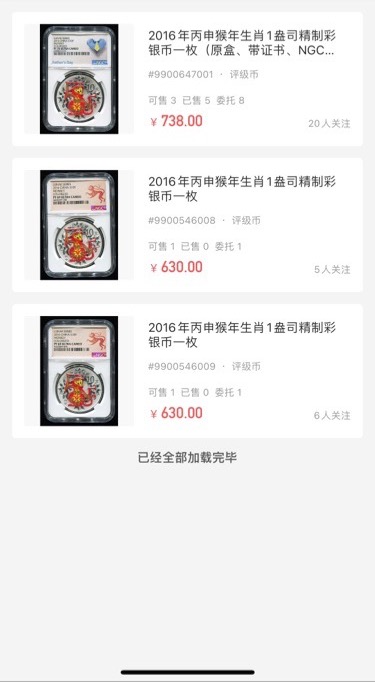 2016年丙申猴年生肖1盎司精制彩
银币一枚（原盒、带证书、NGC...
#9900647001 · 评级币
可售 3 已售 5 委托 8
￥738.00
20人关注
2016年丙申猴年生肖1盎司精制彩
银币一枚
#9900546008 · 评级币
可售 1 已售 0 委托 1
￥630.00
5人关注
2016年丙申猴年生肖1盎司精制彩
银币一枚
#9900546009 · 评级币
可售 1 已售 0 委托 1
￥630.00
6人关注
已经全部加载完毕